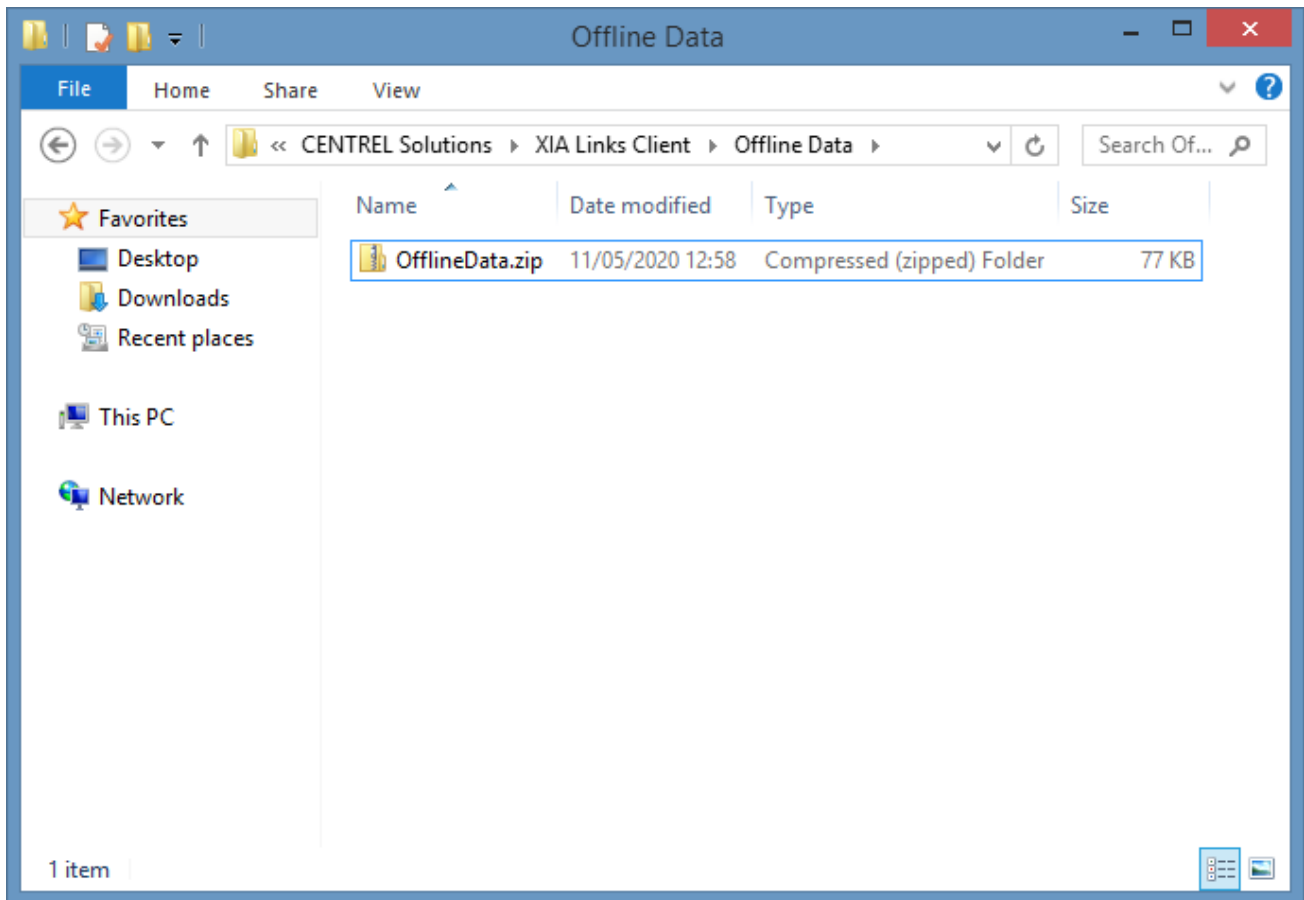 Offline Data
File Home Share View
« CENTREL Solutions XIA Links Client Offline Data Search Of...
Name Date modified Type Size
Favorites
OfflineData.zip 11/05/2020 12:58 Compressed (zipped) Folder 77 KB
Desktop
Downloads
Recent places
This PC
Network
1 item